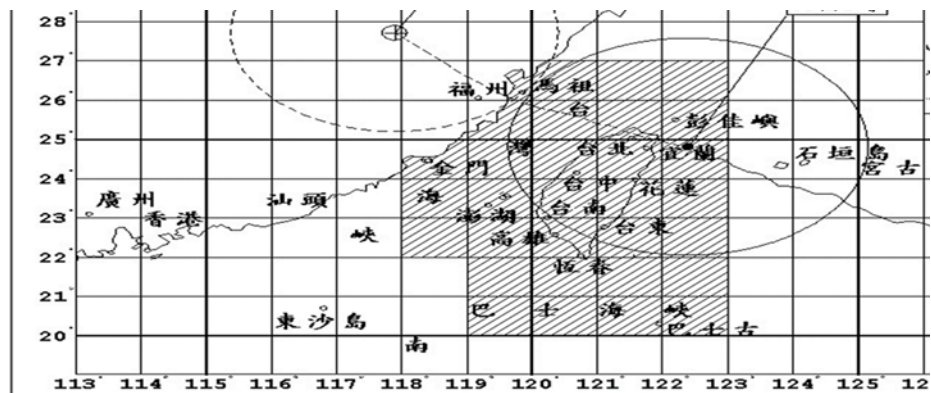 28°
27°
福州 馬祖
26°
台
彭佳嶼
25°
灣 台北 宜蘭 石垣島
金門 宮古
24°
台中 花蓮
廣州 汕頭 海
香港 澎湖 台南
23°
峽 高雄 台東
22°
恆春
21°
東沙島 巴士海峽
巴士古
20°
南
19°
113° 114° 115° 116° 117° 118° 119° 120° 121° 122° 123° 124° 125° 12